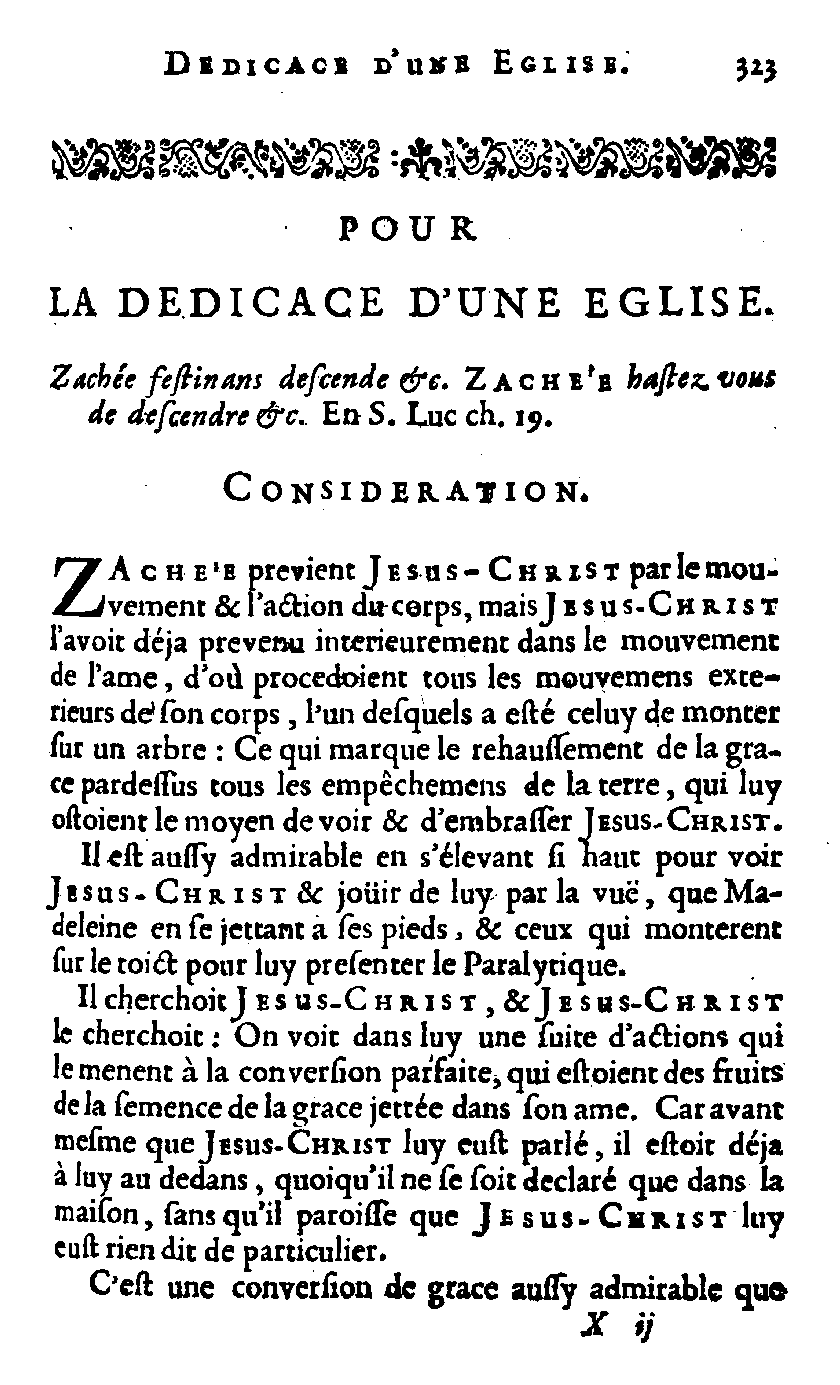 DEDICACE D'UNE EGLISE. 323
POUR
LA DEDICACE D'UNE EGLISE.
Zachée feſtinans deſcende &c. ZACHE'E haſtez vous
de deſcendre &c. En S. Luc ch. 19.
CONSIDERATION.
ZACHE'E previent JESUS-CHRIST par le mou-
vement & l'action du corps, mais JESUS-CHRIST
l'avoit déja prevenu interieurement dans le mouvement
de l'ame, d'où procedoient tous les mouvemens exte-
rieurs de ſon corps, l'un deſquels a eſté celuy de monter
ſur un arbre : Ce qui marque le rehauſſement de la gra-
ce pardeſſus tous les empêchemens de la terre, qui luy
oſtoient le moyen de voir & d'embraſſer JESUS-CHRIST.
Il eſt auſſy admirable en s'élevant ſi haut pour voir
JESUS-CHRIST & joüir de luy par la vuë, que Ma-
deleine en ſe jettant à ſes pieds, & ceux qui monterent
ſur le toict pour luy preſenter le Paralytique.
Il cherchoit JESUS-CHRIST, & JESUS-CHRIST
le cherchoit : On voit dans luy une ſuite d'actions qui
le menent à la converſion parfaite, qui eſtoient des fruits
de la ſemence de la grace jettée dans ſon ame. Car avant
meſme que JESUS-CHRIST luy euſt parlé, il eſtoit déja
à luy au dedans, quoiqu'il ne ſe ſoit declaré que dans la
maiſon, ſans qu'il paroiſſe que JESUS-CHRIST luy
euſt rien dit de particulier.
C'eſt une converſion de grace auſſy admirable que
X ij